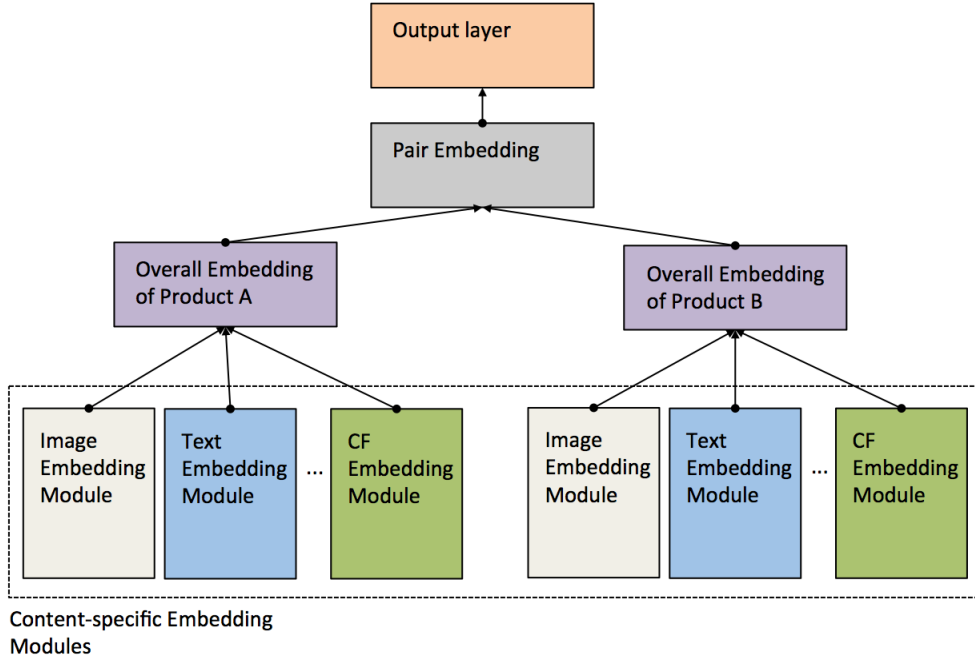 Output layer
Pair Embedding
Overall Embedding
of Product A
Overall Embedding
of Product B
Image
Embedding
Module
Text
Embedding
Module
...
CF
Embedding
Module
Image
Embedding
Module
Text
Embedding
Module
...
CF
Embedding
Module
Content-specific Embedding
Modules